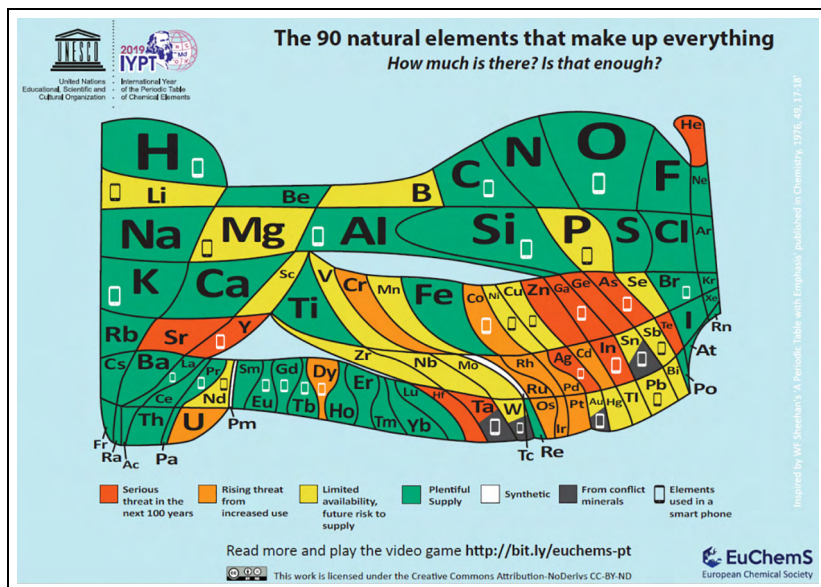 UNESCO
United Nations
Educational, Scientific and
Cultural Organization
2019
IYPT
International Year
of the Periodic Table
of Chemical Elements
The 90 natural elements that make up everything
How much is there? Is that enough?
H
Li
Be
B
C
N
O
F
He
Ne
Na
Mg
Al
Si
P
S
Cl
Ar
K
Ca
Sc
Ti
V
Cr
Mn
Fe
Co
Ni
Cu
Zn
Ga
Ge
As
Se
Br
Kr
Rb
Sr
Y
Zr
Nb
Mo
Tc
Ru
Rh
Pd
Ag
Cd
In
Sn
Sb
Te
I
Xe
Cs
Ba
La
Ce
Pr
Nd
Pm
Sm
Eu
Gd
Tb
Dy
Ho
Er
Tm
Yb
Lu
Hf
Ta
W
Re
Os
Ir
Pt
Au
Hg
Tl
Pb
Bi
Po
At
Rn
Fr
Ra
Ac
Th
Pa
U
Serious
threat in the
next 100 years
Rising threat
from
increased use
Limited
availability,
future risk to
supply
Plentiful
Supply
Synthetic
From conflict
minerals
Elements
used in a
smart phone
Read more and play the video game http://bit.ly/euchems-pt
This work is licensed under the Creative Commons Attribution-NoDerivs CC-BY-ND
EuChemS
European Chemical Society
Inspired by WF Sheehan's 'A Periodic Table with Emphasis' published in Chemistry, 1976, 49, 17-18'